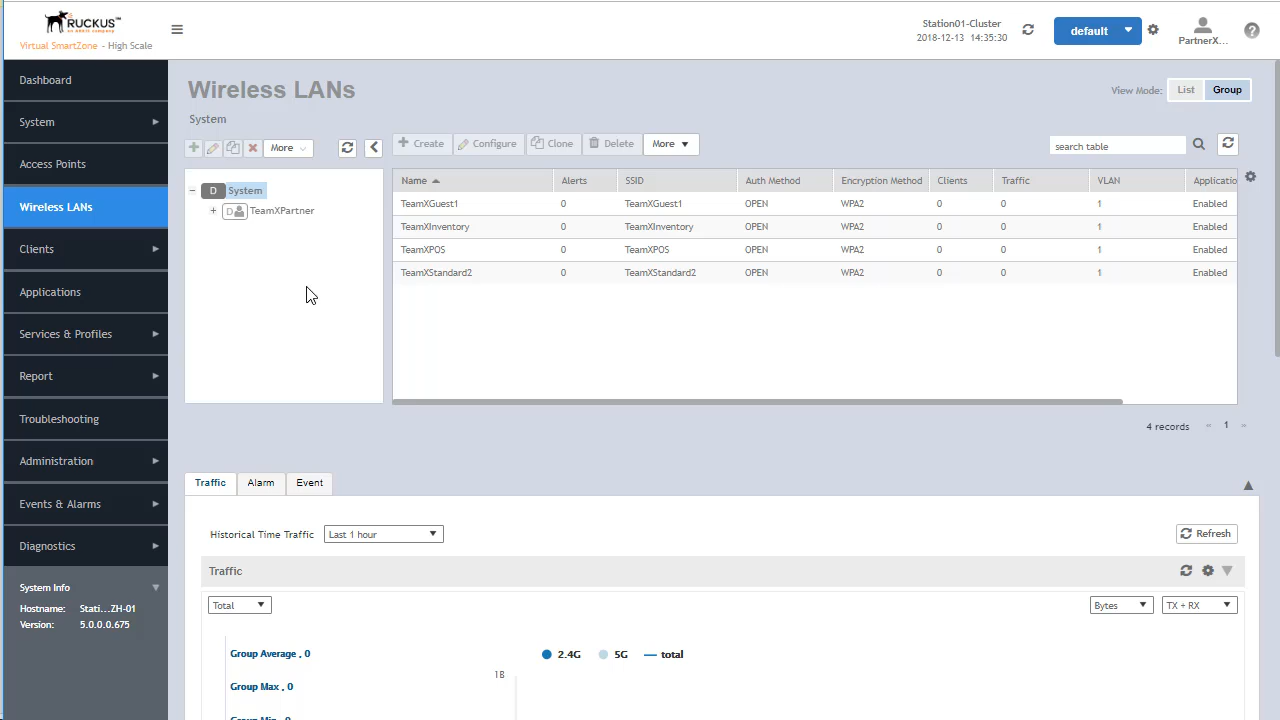 RUCKUS™
Virtual SmartZone - High Scale
Station01-Cluster
2018-12-13 14:35:30
default
PartnerX...
Dashboard
System
Access Points
Wireless LANs
Clients
Applications
Services & Profiles
Report
Troubleshooting
Administration
Events & Alarms
Diagnostics
System Info
Hostname: Stati...ZH-01
Version: 5.0.0.0.675
Wireless LANs
View Mode: List Group
System
More
Create Configure Clone Delete More
search table
D System
D TeamXPartner
Name Alerts SSID Auth Method Encryption Method Clients Traffic VLAN Applicatio
TeamXGuest1 0 TeamXGuest1 OPEN WPA2 0 0 1 Enabled
TeamXInventory 0 TeamXInventory OPEN WPA2 0 0 1 Enabled
TeamXPOS 0 TeamXPOS OPEN WPA2 0 0 1 Enabled
TeamXStandard2 0 TeamXStandard2 OPEN WPA2 0 0 1 Enabled
4 records « 1 »
Traffic Alarm Event
Historical Time Traffic Last 1 hour Refresh
Traffic
Total Bytes TX + RX
Group Average . 0
2.4G 5G total
1B
Group Max . 0
Group Min . 0